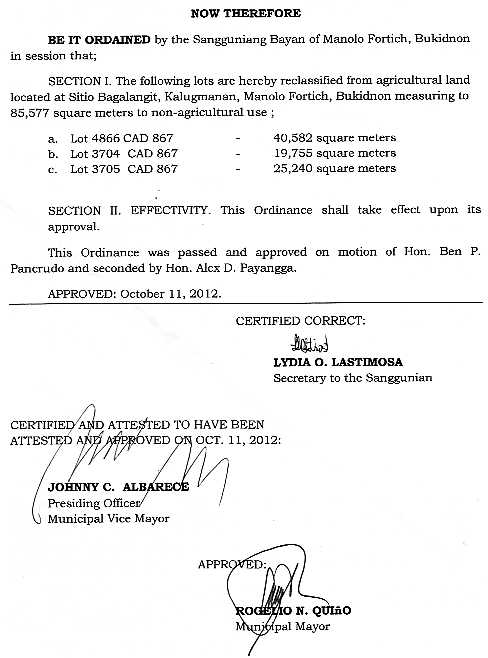 NOW THEREFORE
BE IT ORDAINED by the Sangguniang Bayan of Manolo Fortich, Bukidnon
in session that;
SECTION I. The following lots are hereby reclassified from agricultural land
located at Sitio Bagalangit, Kalugmanan, Manolo Fortich, Bukidnon measuring to
85,577 square meters to non-agricultural use ;
a. Lot 4866 CAD 867 - 40,582 square meters
b. Lot 3704 CAD 867 - 19,755 square meters
c. Lot 3705 CAD 867 - 25,240 square meters
SECTION II. EFFECTIVITY. This Ordinance shall take effect upon its
approval.
This Ordinance was passed and approved on motion of Hon. Ben P.
Pancrudo and seconded by Hon. Alex D. Payangga.
APPROVED: October 11, 2012.
CERTIFIED CORRECT:
LYDIA O. LASTIMOSA
Secretary to the Sanggunian
CERTIFIED AND ATTESTED TO HAVE BEEN
ATTESTED AND APPROVED ON OCT. 11, 2012:
JOHNNY C. ALBARECE
Presiding Officer
Municipal Vice Mayor
APPROVED:
ROGELIO N. QUIñO
Municipal Mayor